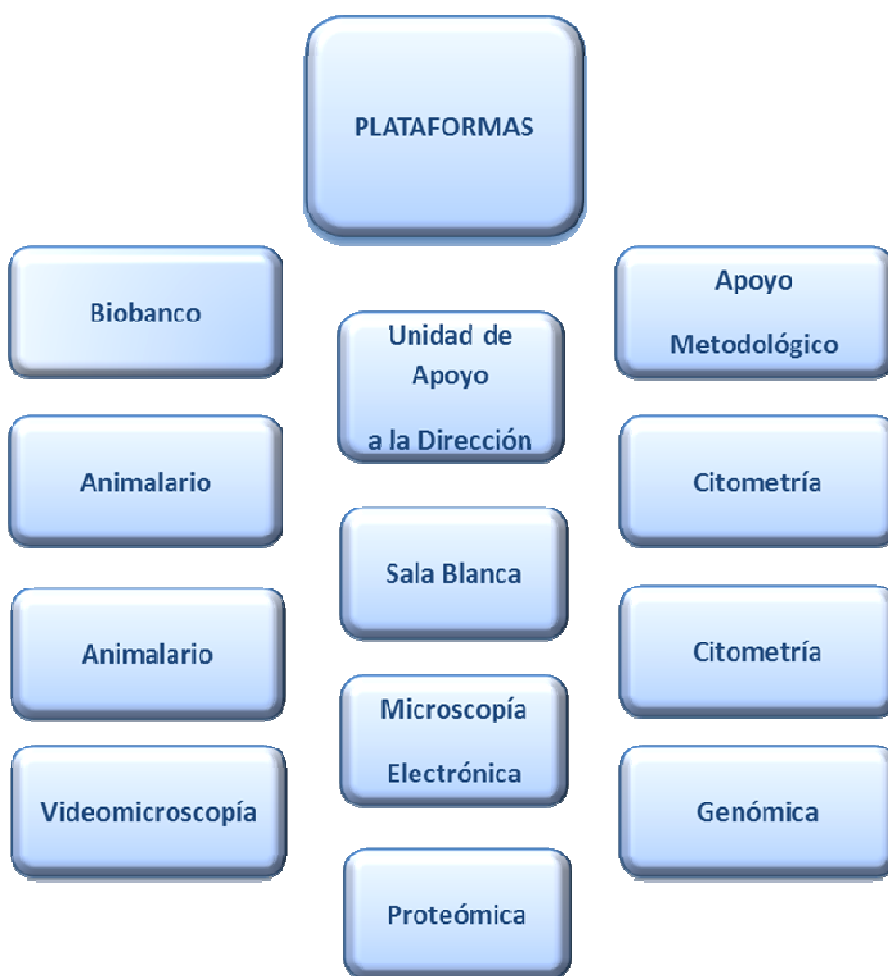 PLATAFORMAS
Biobanco
Unidad de
Apoyo
a la Dirección
Apoyo
Metodológico
Animalario
Citometría
Sala Blanca
Animalario
Citometría
Microscopía
Electrónica
Videomicroscopía
Genómica
Proteómica